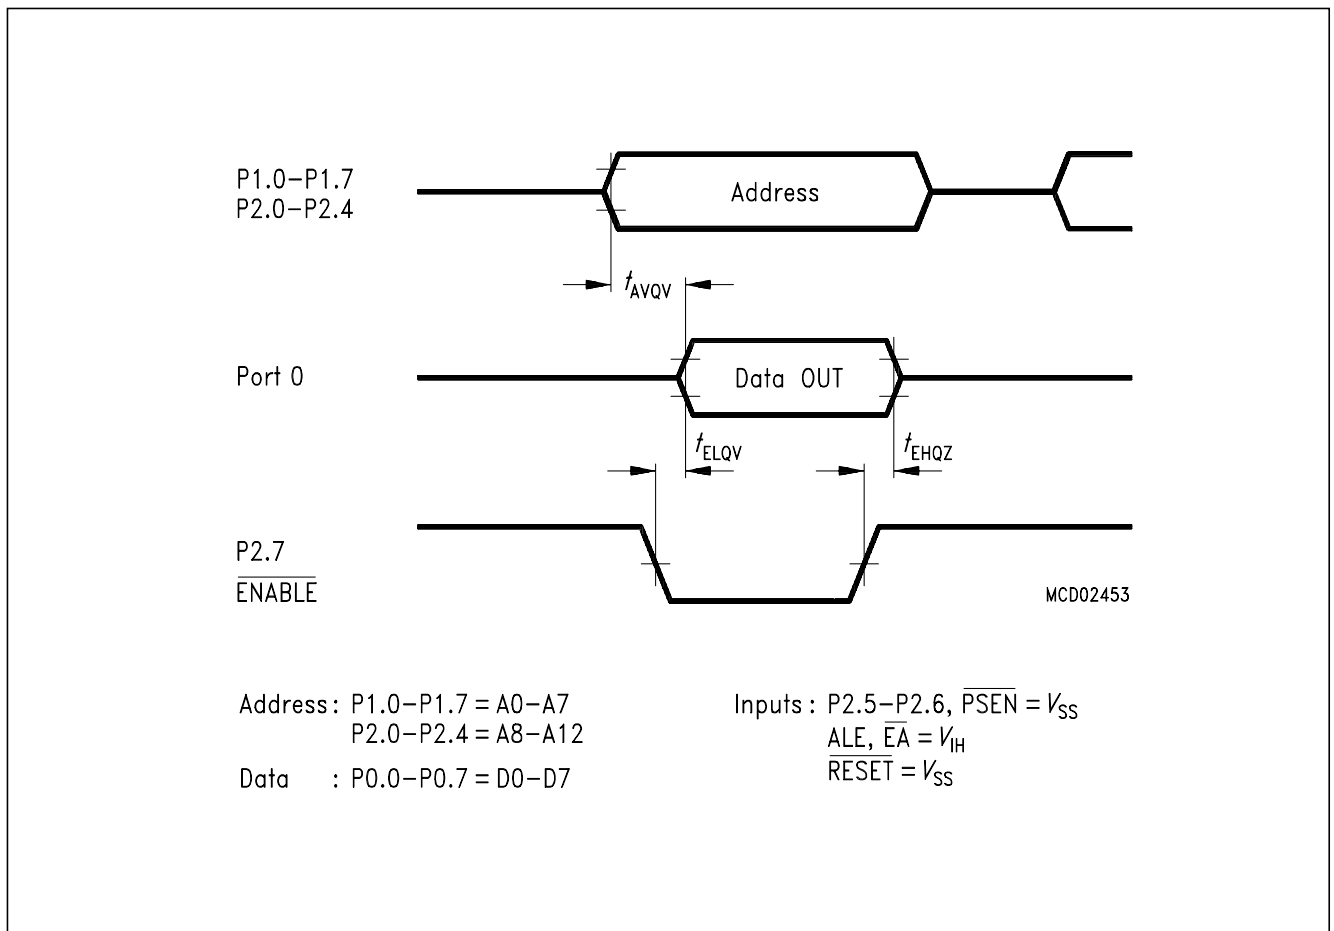 P1.0–P1.7
P2.0–P2.4
Address
tAVQV
Port 0
Data OUT
tELQV
tEHQZ
P2.7
ENABLE
MCD02453
Address: P1.0–P1.7 = A0–A7
P2.0–P2.4 = A8–A12
Data : P0.0–P0.7 = D0–D7
Inputs: P2.5–P2.6, PSEN = VSS
ALE, EA = VIH
RESET = VSS